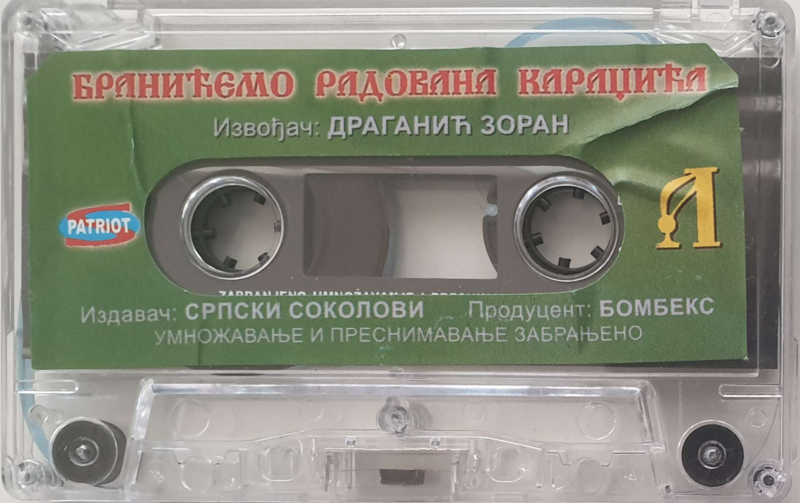 БРАНИЋЕМО РАДОВАНА КАРАЏИЋА
Извођач: ДРАГАНИЋ ЗОРАН
PATRIOT
А
Издавач: СРПСКИ СОКОЛОВИ Продуцент: БОМБЕКС
УМНОЖАВАЊЕ И ПРЕСНИМАВАЊЕ ЗАБРАЊЕНО